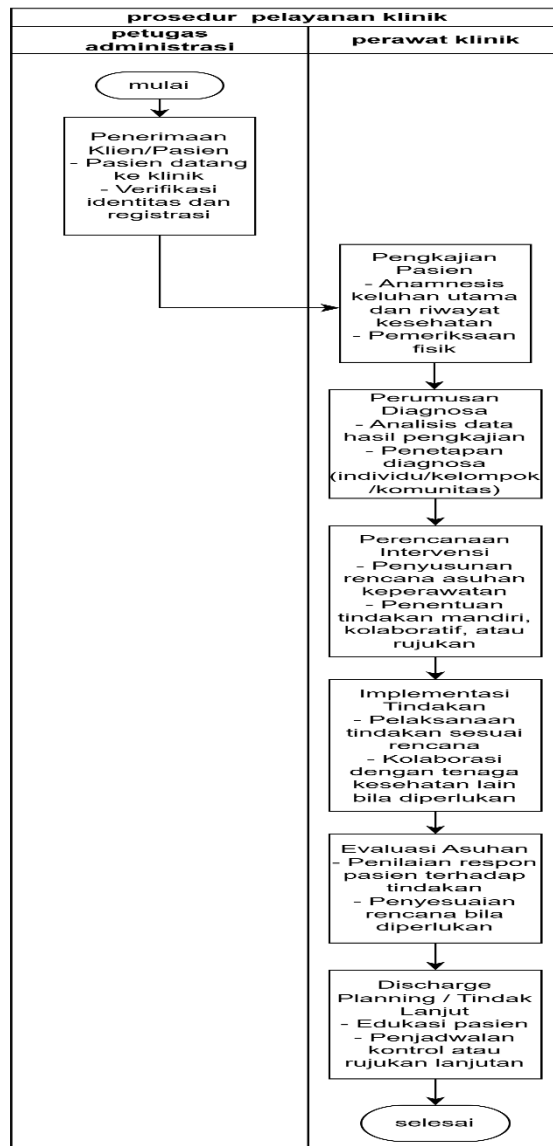 prosedur pelayanan klinik
petugas
administrasi
perawat klinik
mulai
Penerimaan
Klien/Pasien
- Pasien datang
ke klinik
- Verifikasi
identitas dan
registrasi
Pengkajian
Pasien
- Anamnesis
keluhan utama
dan riwayat
kesehatan
- Pemeriksaan
fisik
Perumusan
Diagnosa
- Analisis data
hasil pengkajian
- Penetapan
diagnosa
(individu/kelompok
/komunitas)
Perencanaan
Intervensi
- Penyusunan
rencana asuhan
keperawatan
- Penentuan
tindakan mandiri,
kolaboratif, atau
rujukan
Implementasi
Tindakan
- Pelaksanaan
tindakan sesuai
rencana
- Kolaborasi
dengan tenaga
kesehatan lain
bila diperlukan
Evaluasi Asuhan
- Penilaian respon
pasien terhadap
tindakan
- Penyesuaian
rencana bila
diperlukan
Discharge
Planning / Tindak
Lanjut
- Edukasi pasien
- Penjadwalan
kontrol atau
rujukan lanjutan
selesai